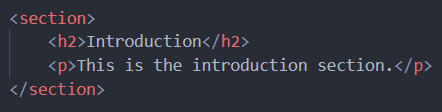 <section>
    <h2>Introduction</h2>
    <p>This is the introduction section.</p>
</section>